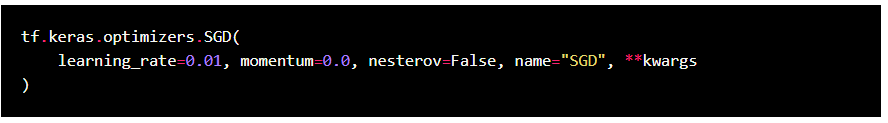 tf.keras.optimizers.SGD(
    learning_rate=0.01, momentum=0.0, nesterov=False, name="SGD", **kwargs
)